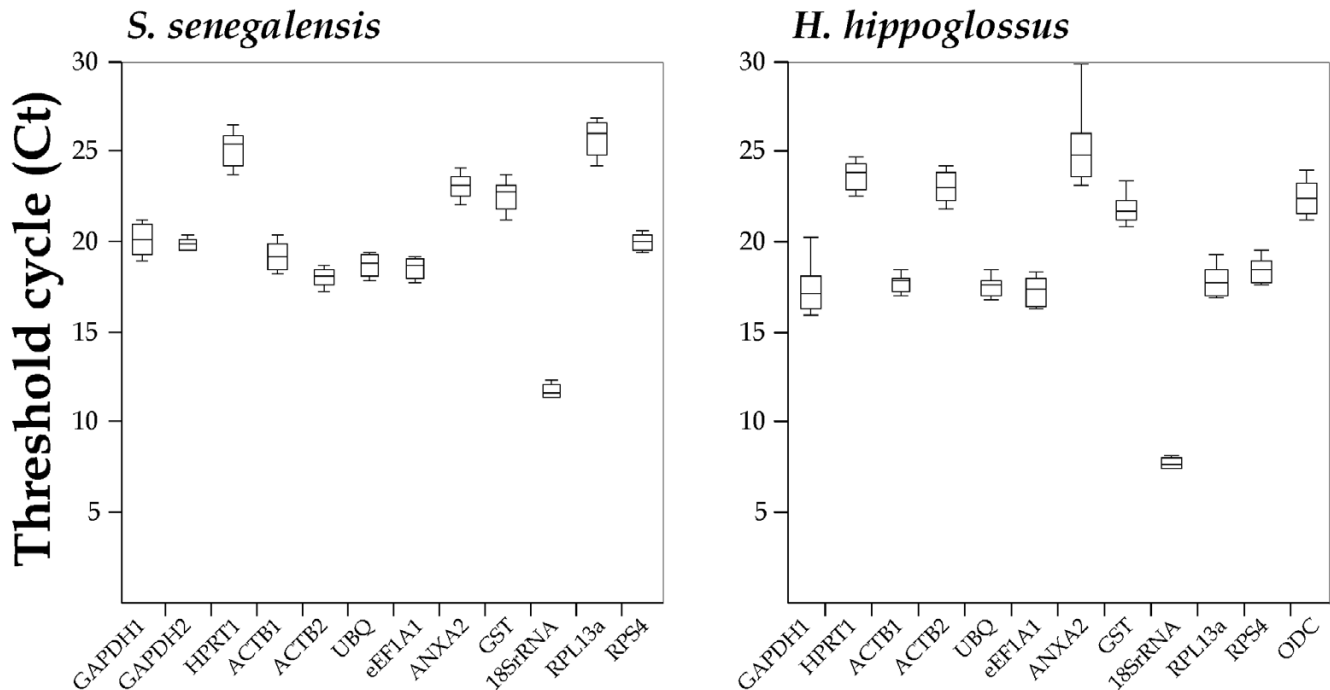 S. senegalensis
H. hippoglossus
Threshold cycle (Ct)
30
25
20
15
10
5
GAPDH1
GAPDH2
HPRT1
ACTB1
ACTB2
UBQ
eEF1A1
ANXA2
GST
18SrRNA
RPL13a
RPS4
30
25
20
15
10
5
GAPDH1
HPRT1
ACTB1
ACTB2
UBQ
eEF1A1
ANXA2
GST
18SrRNA
RPL13a
RPS4
ODC